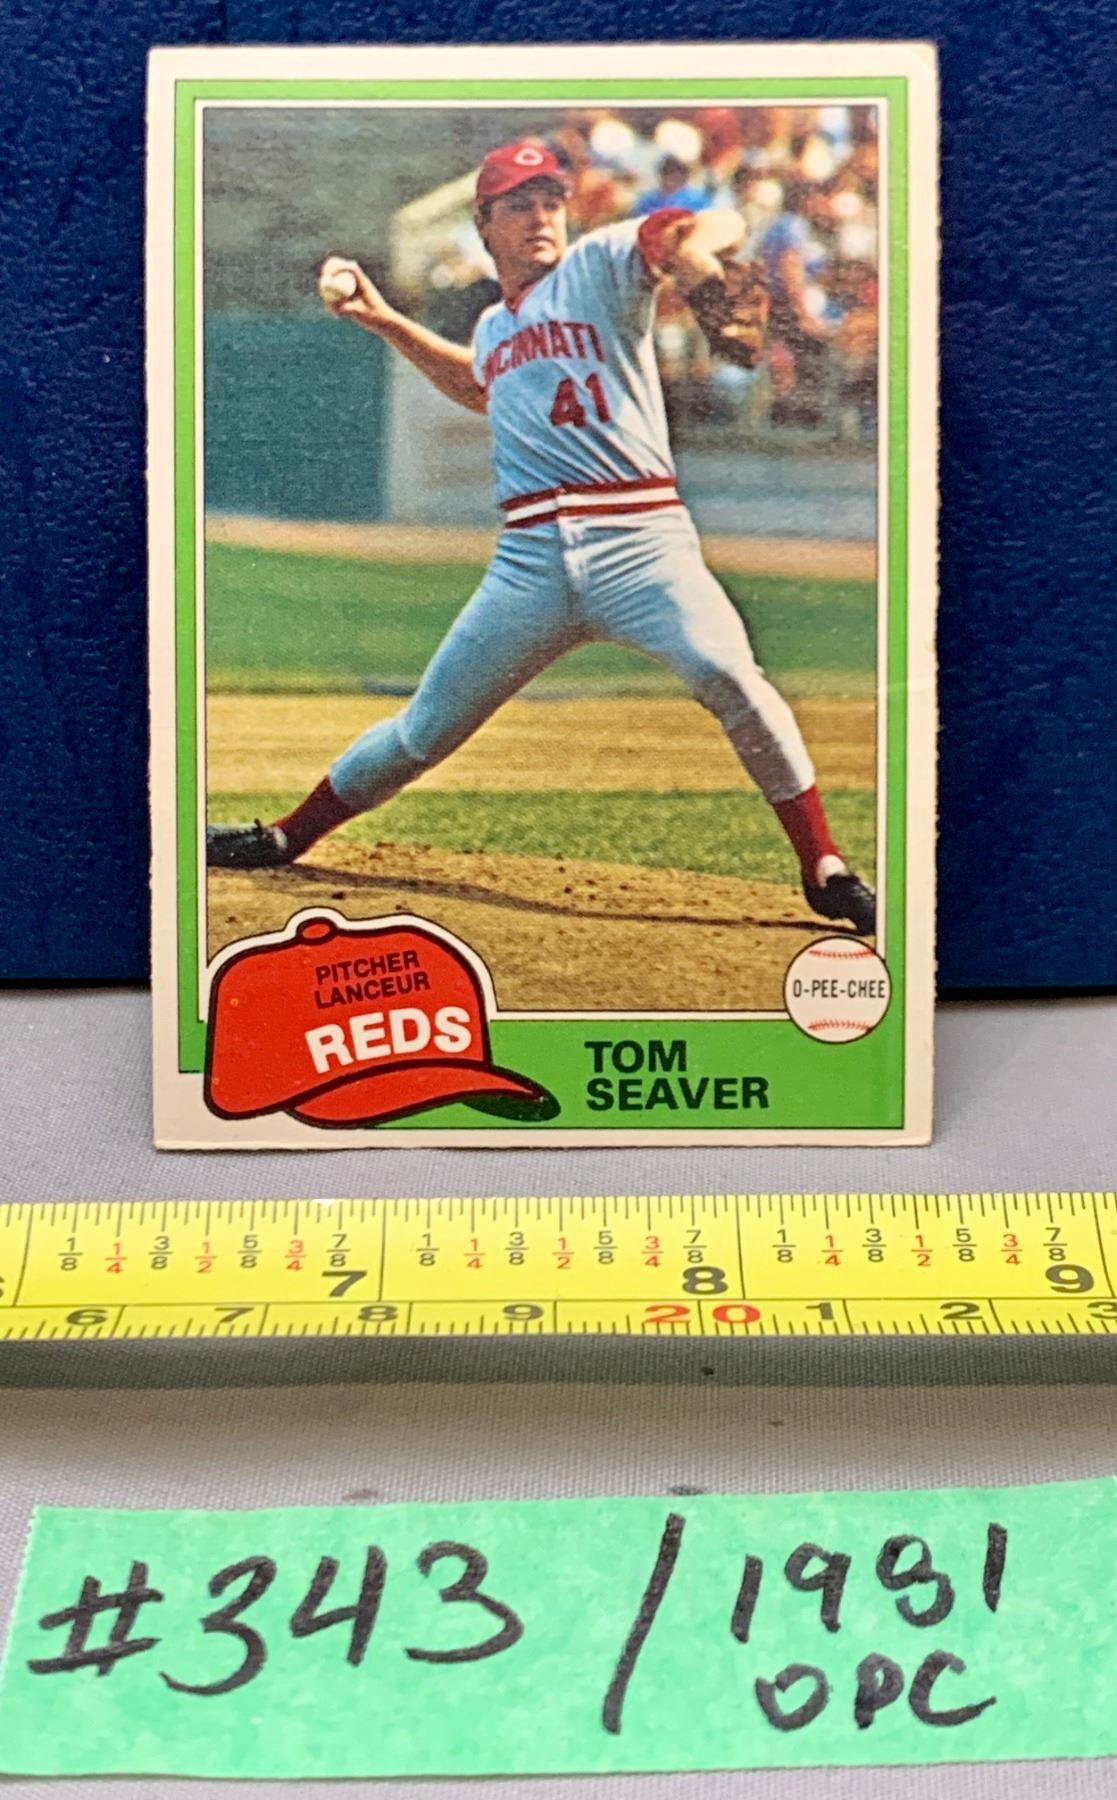 CINCINNATI
41
PITCHER
LANCEUR
REDS
O-PEE-CHEE
TOM
SEAVER
1/8 1/4 3/8 1/2 5/8 3/4 7/8 1/8 1/4 3/8 1/2 5/8 3/4 7/8 1/8 1/4 3/8 1/2 5/8 3/4 7/8
7 8 9
6 7 8 9 20 1 2 3
#343 / 1981
OPC